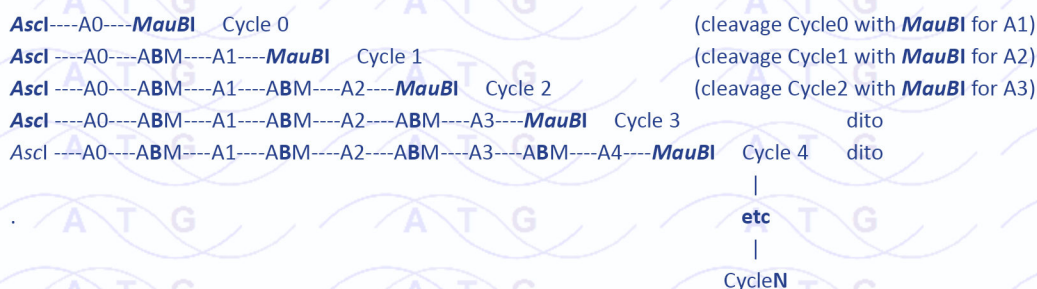 AscI----A0----MauBI Cycle 0 (cleavage Cycle0 with MauBI for A1)
AscI ----A0----ABM----A1----MauBI Cycle 1 (cleavage Cycle1 with MauBI for A2)
AscI ----A0----ABM----A1----ABM----A2----MauBI Cycle 2 (cleavage Cycle2 with MauBI for A3)
AscI ----A0----ABM----A1----ABM----A2----ABM----A3----MauBI Cycle 3 dito
AscI ----A0----ABM----A1----ABM----A2----ABM----A3----ABM----A4----MauBI Cycle 4 dito
|
. etc
|
CycleN
A T G A T G A T G
A T G A T G A T G
A T G A T G A T G
A T G A T G A T G